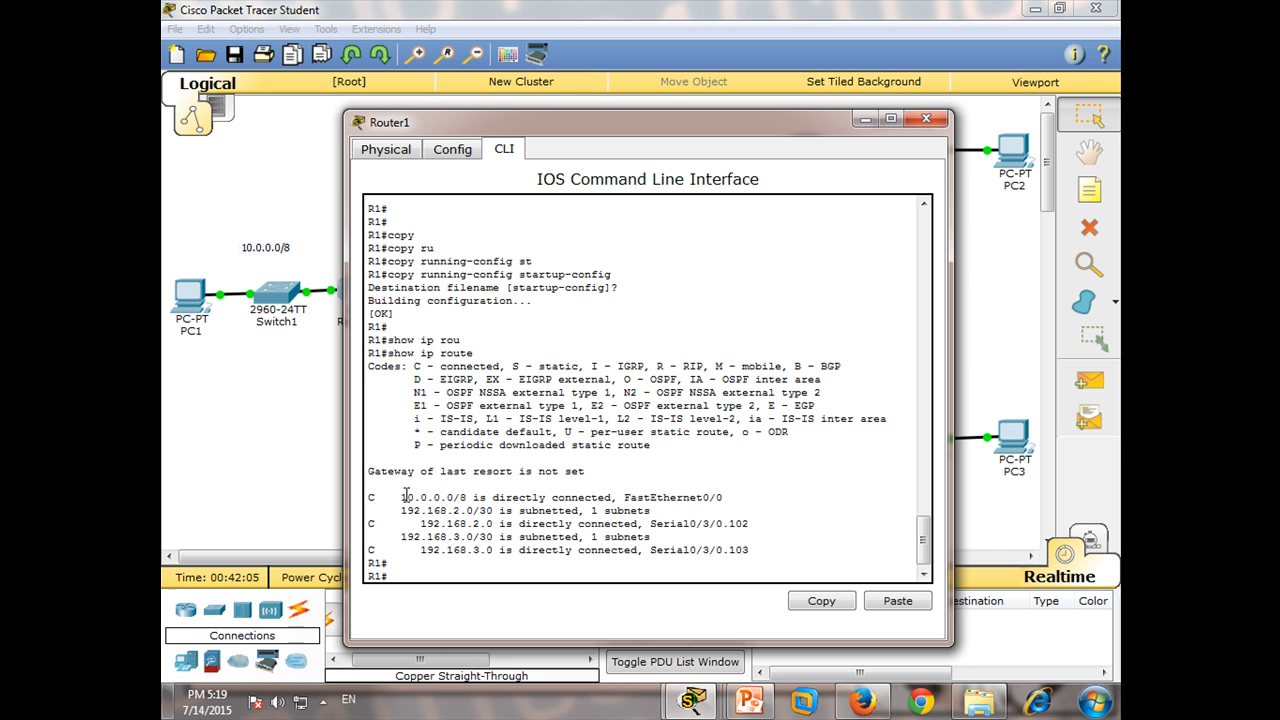 Cisco Packet Tracer Student
File Edit Options View Tools Extensions Help
Logical [Root] New Cluster Move Object Set Tiled Background Viewport
Router1
Physical Config CLI
IOS Command Line Interface
R1#
R1#
R1#copy
R1#copy ru
R1#copy running-config st
R1#copy running-config startup-config
Destination filename [startup-config]?
Building configuration...
[OK]
R1#
R1#show ip rou
R1#show ip route
Codes: C - connected, S - static, I - IGRP, R - RIP, M - mobile, B - BGP
D - EIGRP, EX - EIGRP external, O - OSPF, IA - OSPF inter area
N1 - OSPF NSSA external type 1, N2 - OSPF NSSA external type 2
E1 - OSPF external type 1, E2 - OSPF external type 2, E - EGP
i - IS-IS, L1 - IS-IS level-1, L2 - IS-IS level-2, ia - IS-IS inter area
* - candidate default, U - per-user static route, o - ODR
P - periodic downloaded static route
Gateway of last resort is not set
C 10.0.0.0/8 is directly connected, FastEthernet0/0
192.168.2.0/30 is subnetted, 1 subnets
C 192.168.2.0 is directly connected, Serial0/3/0.102
192.168.3.0/30 is subnetted, 1 subnets
C 192.168.3.0 is directly connected, Serial0/3/0.103
R1#
R1#
Copy Paste
10.0.0.0/8
PC-PT
PC1
2960-24TT
Switch1
R
PC-PT
PC2
PC-PT
PC3
Time: 00:42:05 Power Cycl
Realtime
Connections
Copper Straight-Through
Toggle PDU List Window
estination Type Color
PM 5:19
7/14/2015
EN